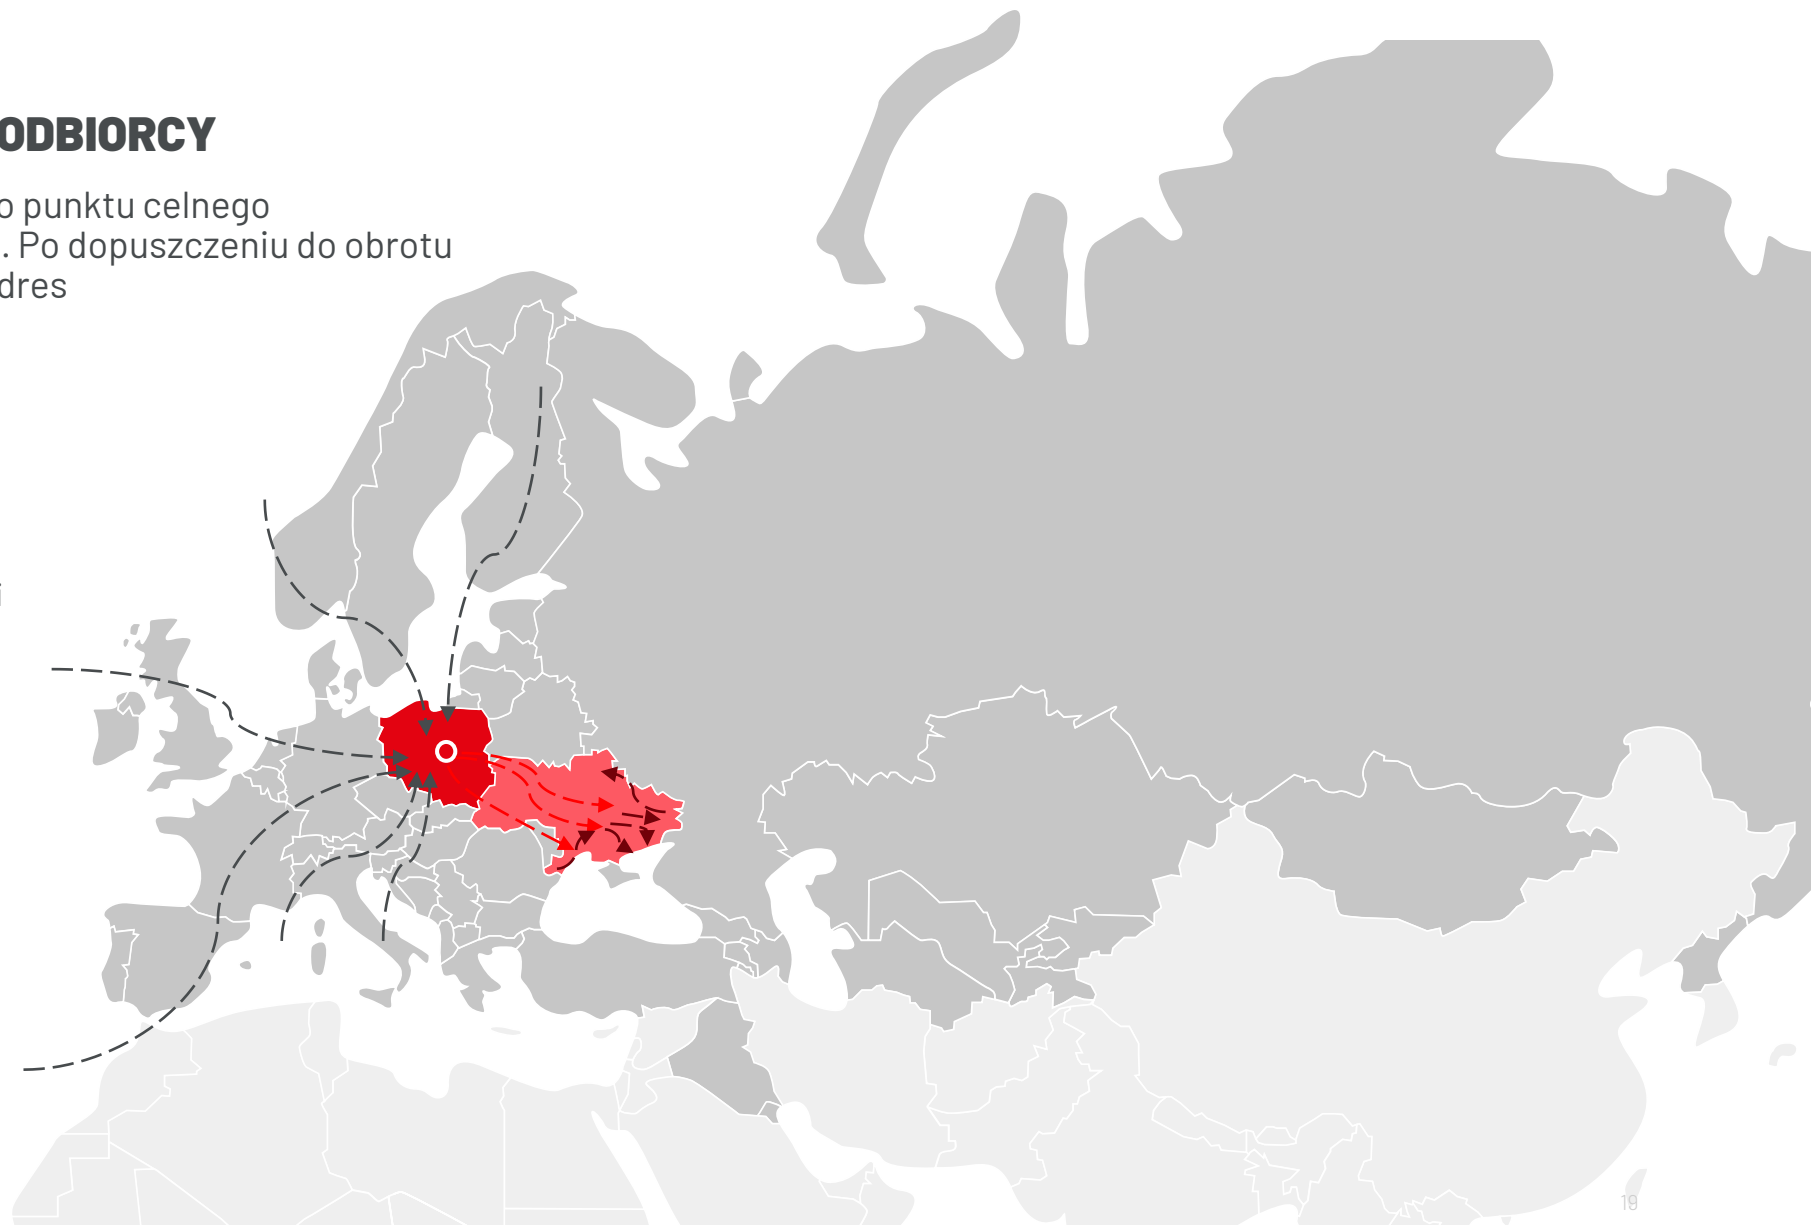 ODBIORCY
o punktu celnego
. Po dopuszczeniu do obrotu
dres
i
19